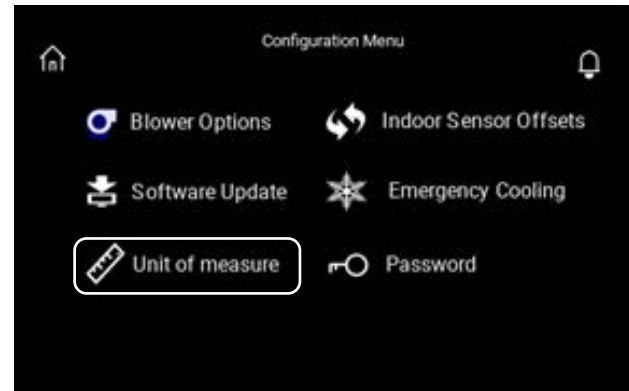 Configuration Menu
Blower Options
Indoor Sensor Offsets
Software Update
Emergency Cooling
Unit of measure
Password